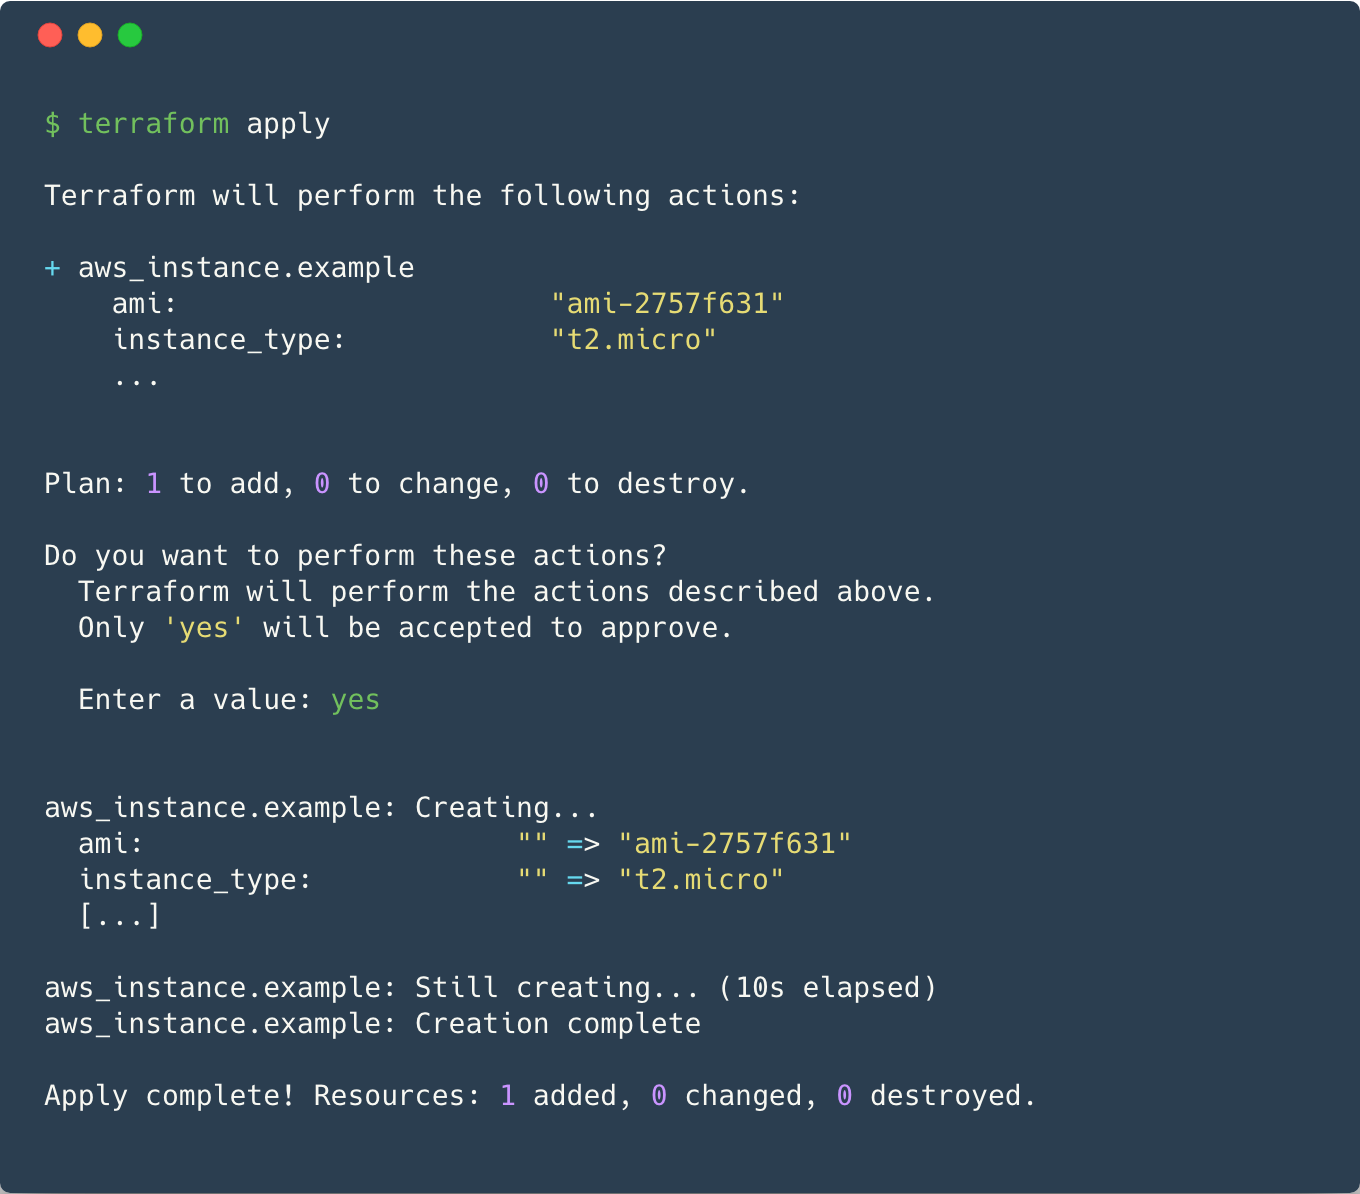 $ terraform apply
Terraform will perform the following actions:
+ aws_instance.example
    ami:                      "ami-2757f631"
    instance_type:            "t2.micro"
    ...
Plan: 1 to add, 0 to change, 0 to destroy.
Do you want to perform these actions?
  Terraform will perform the actions described above.
  Only 'yes' will be accepted to approve.
  Enter a value: yes
aws_instance.example: Creating...
  ami:                      "" => "ami-2757f631"
  instance_type:            "" => "t2.micro"
  [...]
aws_instance.example: Still creating... (10s elapsed)
aws_instance.example: Creation complete
Apply complete! Resources: 1 added, 0 changed, 0 destroyed.